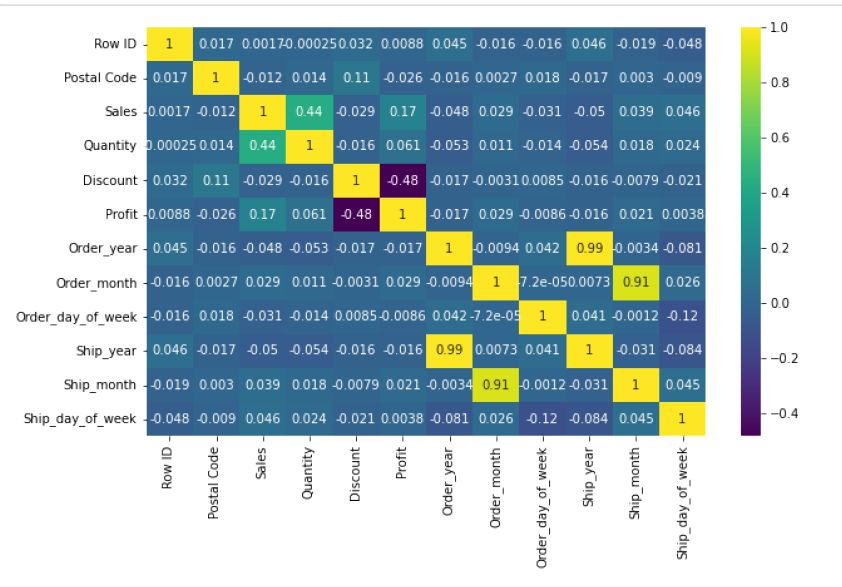 Row ID 1 0.017 0.0017 -0.00025 0.032 0.0088 0.045 -0.016 -0.016 0.046 -0.019 -0.048
Postal Code 0.017 1 -0.012 0.014 0.11 -0.026 -0.016 0.0027 0.018 -0.017 0.003 -0.009
Sales 0.0017 -0.012 1 0.44 -0.029 0.17 -0.048 0.029 -0.031 -0.05 0.039 0.046
Quantity -0.00025 0.014 0.44 1 -0.016 0.061 -0.053 0.011 -0.014 -0.054 0.018 0.024
Discount 0.032 0.11 -0.029 -0.016 1 -0.48 -0.017 -0.0031 0.0085 -0.016 -0.0079 -0.021
Profit 0.0088 -0.026 0.17 0.061 -0.48 1 -0.017 0.029 -0.0086 -0.016 0.021 0.0038
Order_year 0.045 -0.016 -0.048 -0.053 -0.017 -0.017 1 -0.0094 0.042 0.99 -0.0034 -0.081
Order_month -0.016 0.0027 0.029 0.011 -0.0031 0.029 -0.0094 1 -7.2e-05 0.0073 0.91 0.026
Order_day_of_week -0.016 0.018 -0.031 -0.014 0.0085 -0.0086 0.042 -7.2e-05 1 0.041 -0.0012 -0.12
Ship_year 0.046 -0.017 -0.05 -0.054 -0.016 -0.016 0.99 0.0073 0.041 1 -0.031 -0.084
Ship_month -0.019 0.003 0.039 0.018 -0.0079 0.021 -0.0034 0.91 -0.0012 -0.031 1 0.045
Ship_day_of_week -0.048 -0.009 0.046 0.024 -0.021 0.0038 -0.081 0.026 -0.12 -0.084 0.045 1
Row ID
Postal Code
Sales
Quantity
Discount
Profit
Order_year
Order_month
Order_day_of_week
Ship_year
Ship_month
Ship_day_of_week
1.0
0.8
0.6
0.4
0.2
0.0
-0.2
-0.4